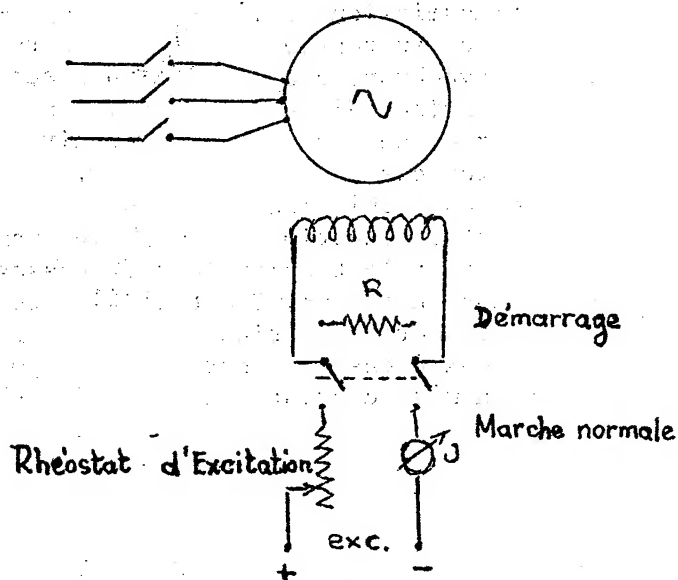 R
Démarrage
Marche normale
Rhéostat d'Excitation
J
exc.
+ -